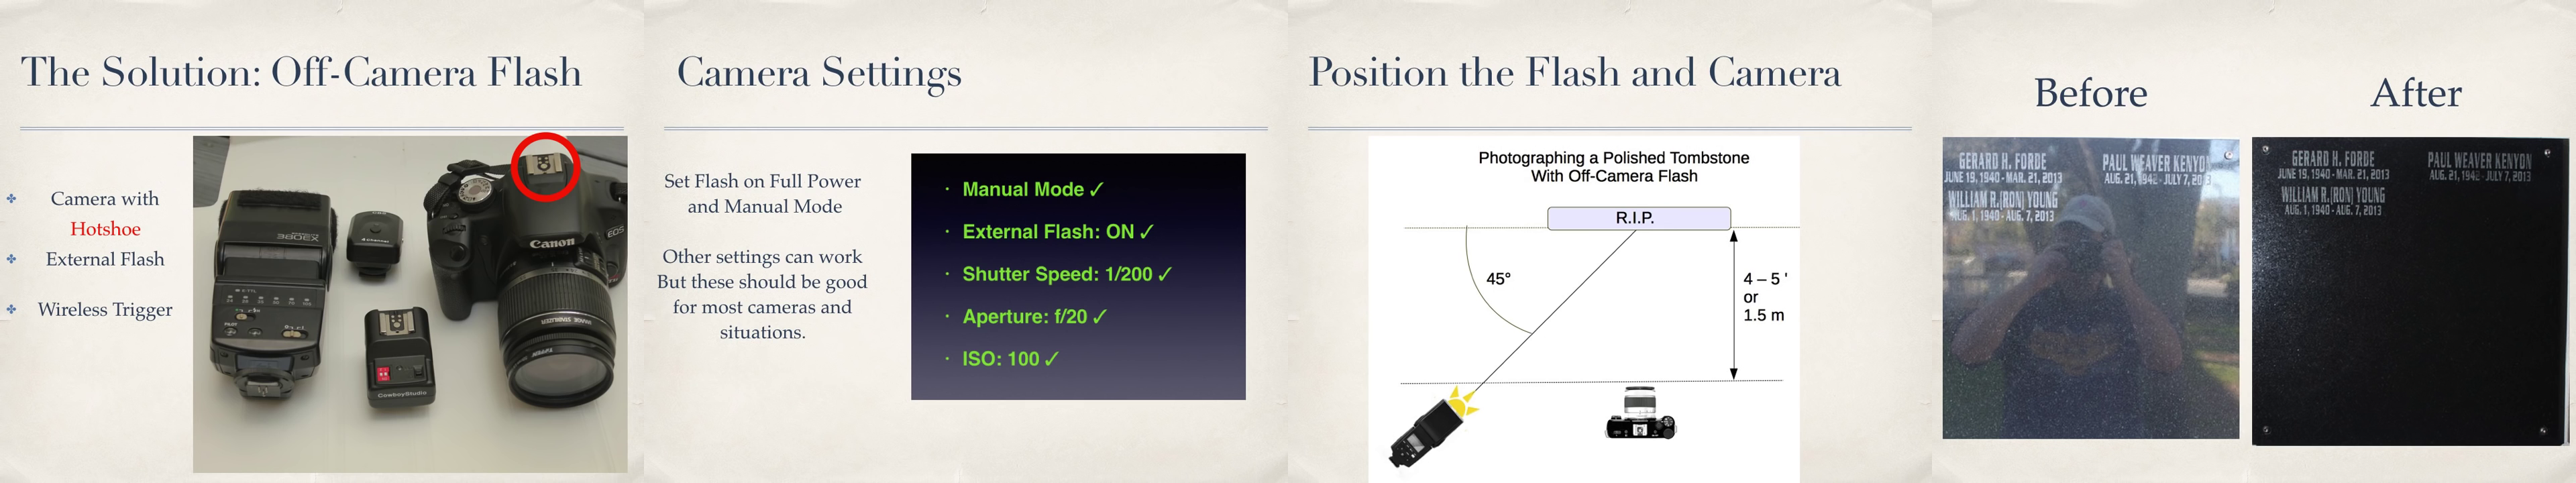 The Solution: Off-Camera Flash
Camera with
Hotshoe
External Flash
Wireless Trigger
380EX
4 channel
Canon
EOS
E-TTL
CowboyStudio
Camera Settings
Set Flash on Full Power
and Manual Mode
Other settings can work
But these should be good
for most cameras and
situations.
· Manual Mode ✓
· External Flash: ON ✓
· Shutter Speed: 1/200 ✓
· Aperture: f/20 ✓
· ISO: 100 ✓
Position the Flash and Camera
Photographing a Polished Tombstone
With Off-Camera Flash
R.I.P.
45°
4 – 5 '
or
1.5 m
Before
GERARD H. FORDE
JUNE 19, 1940 - MAR. 21, 2013
WILLIAM R. (RON) YOUNG
AUG. 1, 1940 - AUG. 7, 2013
PAUL WEAVER KENYON
AUG. 21, 1942 - JULY 7, 2013
After
GERARD H. FORDE
JUNE 19, 1940 - MAR. 21, 2013
WILLIAM R. (RON) YOUNG
AUG. 1, 1940 - AUG. 7, 2013
PAUL WEAVER KENYON
AUG. 21, 1942 - JULY 7, 2013